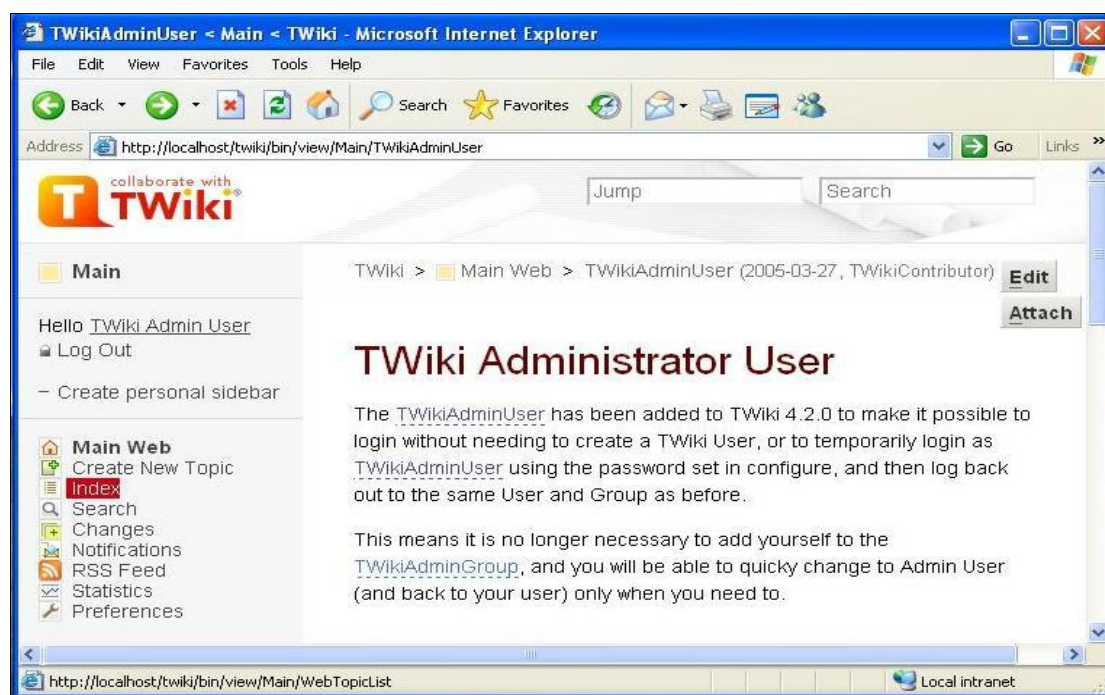 TWikiAdminUser < Main < TWiki - Microsoft Internet Explorer
File Edit View Favorites Tools Help
Back Search Favorites
Address http://localhost/twiki/bin/view/Main/TWikiAdminUser Go Links »
collaborate with
TWiki®
Jump Search
Main
TWiki > Main Web > TWikiAdminUser (2005-03-27, TWikiContributor)
Edit
Attach
Hello TWiki Admin User
Log Out
– Create personal sidebar
Main Web
Create New Topic
Index
Search
Changes
Notifications
RSS Feed
Statistics
Preferences
TWiki Administrator User
The TWikiAdminUser has been added to TWiki 4.2.0 to make it possible to
login without needing to create a TWiki User, or to temporarily login as
TWikiAdminUser using the password set in configure, and then log back
out to the same User and Group as before.
This means it is no longer necessary to add yourself to the
TWikiAdminGroup, and you will be able to quicky change to Admin User
(and back to your user) only when you need to.
http://localhost/twiki/bin/view/Main/WebTopicList Local intranet